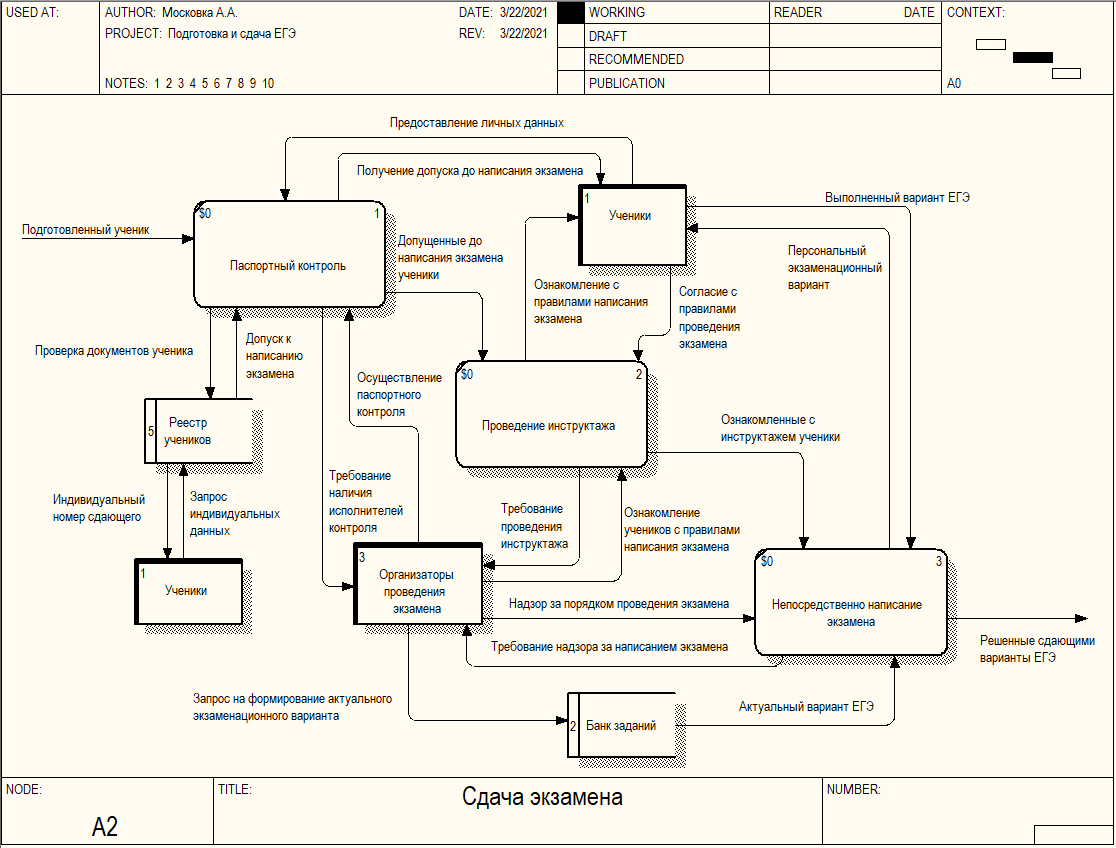 USED AT:
AUTHOR: Москвка А.А.
DATE: 3/22/2021
PROJECT: Подготовка и сдача ЕГЭ
REV: 3/22/2021
NOTES: 1 2 3 4 5 6 7 8 9 10
WORKING
DRAFT
RECOMMENDED
PUBLICATION
READER
DATE
CONTEXT:
A0
Предоставление личных данных
Получение допуска до написания экзамена
$0
1
Паспортный контроль
Подготовленный ученик
1
Ученики
Выполненный вариант ЕГЭ
Допущенные до
написания экзамена
ученики
Персональный
экзаменационный
вариант
Ознакомление с
правилами написания
экзамена
Согласие с
правилами
проведения
экзамена
Проверка документов ученика
Допуск к
написанию
экзамена
Осуществление
паспортного
контроля
$0
2
Проведение инструктажа
5
Реестр
учеников
Ознакомленные с
инструктажем ученики
Индивидуальный
номер сдающего
Запрос
индивидуальных
данных
Требование
наличия
исполнителей
контроля
Требование
проведения
инструктажа
Ознакомление
учеников с правилами
написания экзамена
1
Ученики
3
Организаторы
проведения
экзамена
$0
3
Непосредственно написание
экзамена
Надзор за порядком проведения экзамена
Требование надзора за написанием экзамена
Решенные сдающими
варианты ЕГЭ
Запрос на формирование актуального
экзаменационного варианта
2
Банк заданий
Актуальный вариант ЕГЭ
NODE:
A2
TITLE:
Сдача экзамена
NUMBER: